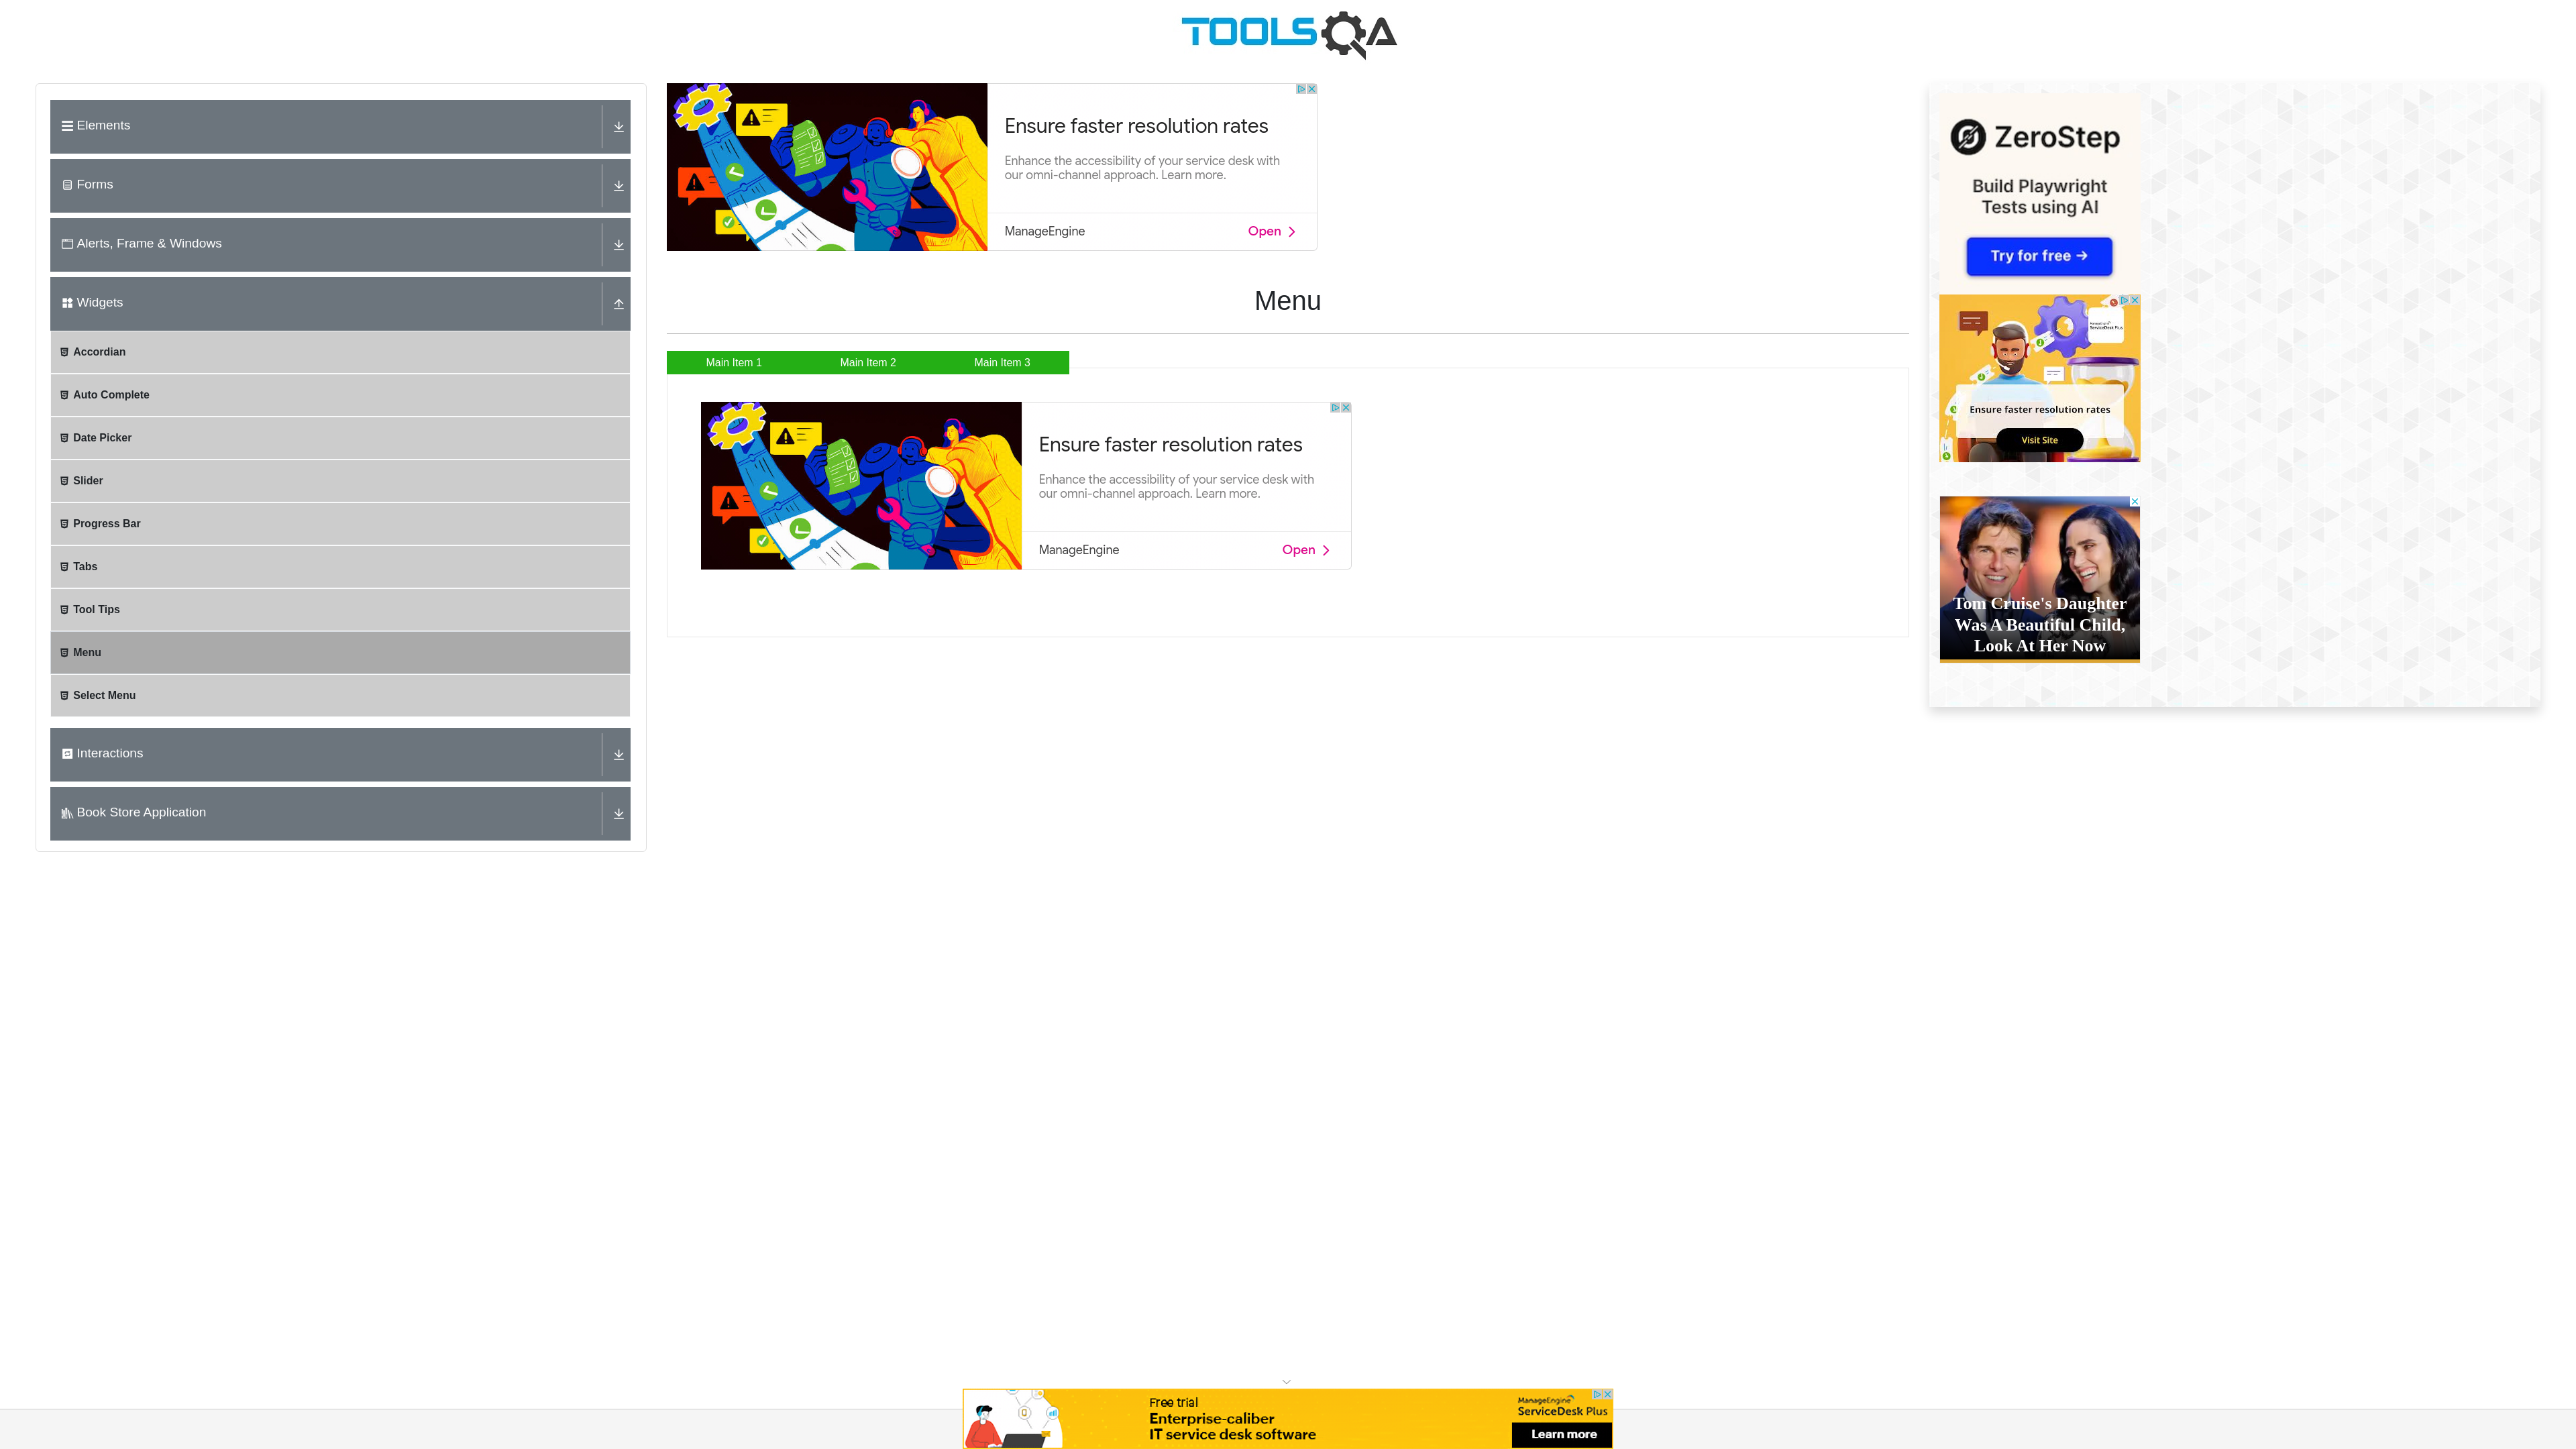 TOOLSQA
Elements
Forms
Alerts, Frame & Windows
Widgets
Accordian
Auto Complete
Date Picker
Slider
Progress Bar
Tabs
Tool Tips
Menu
Select Menu
Interactions
Book Store Application
Ensure faster resolution rates
Enhance the accessibility of your service desk with
our omni-channel approach. Learn more.
ManageEngine
Open
Menu
Main Item 1
Main Item 2
Main Item 3
Ensure faster resolution rates
Enhance the accessibility of your service desk with
our omni-channel approach. Learn more.
ManageEngine
Open
ZeroStep
Build Playwright
Tests using AI
Try for free →
ServiceDesk Plus
Ensure faster resolution rates
Visit Site
Tom Cruise's Daughter
Was A Beautiful Child,
Look At Her Now
Free trial
Enterprise-caliber
IT service desk software
ManageEngine
ServiceDesk Plus
Learn more